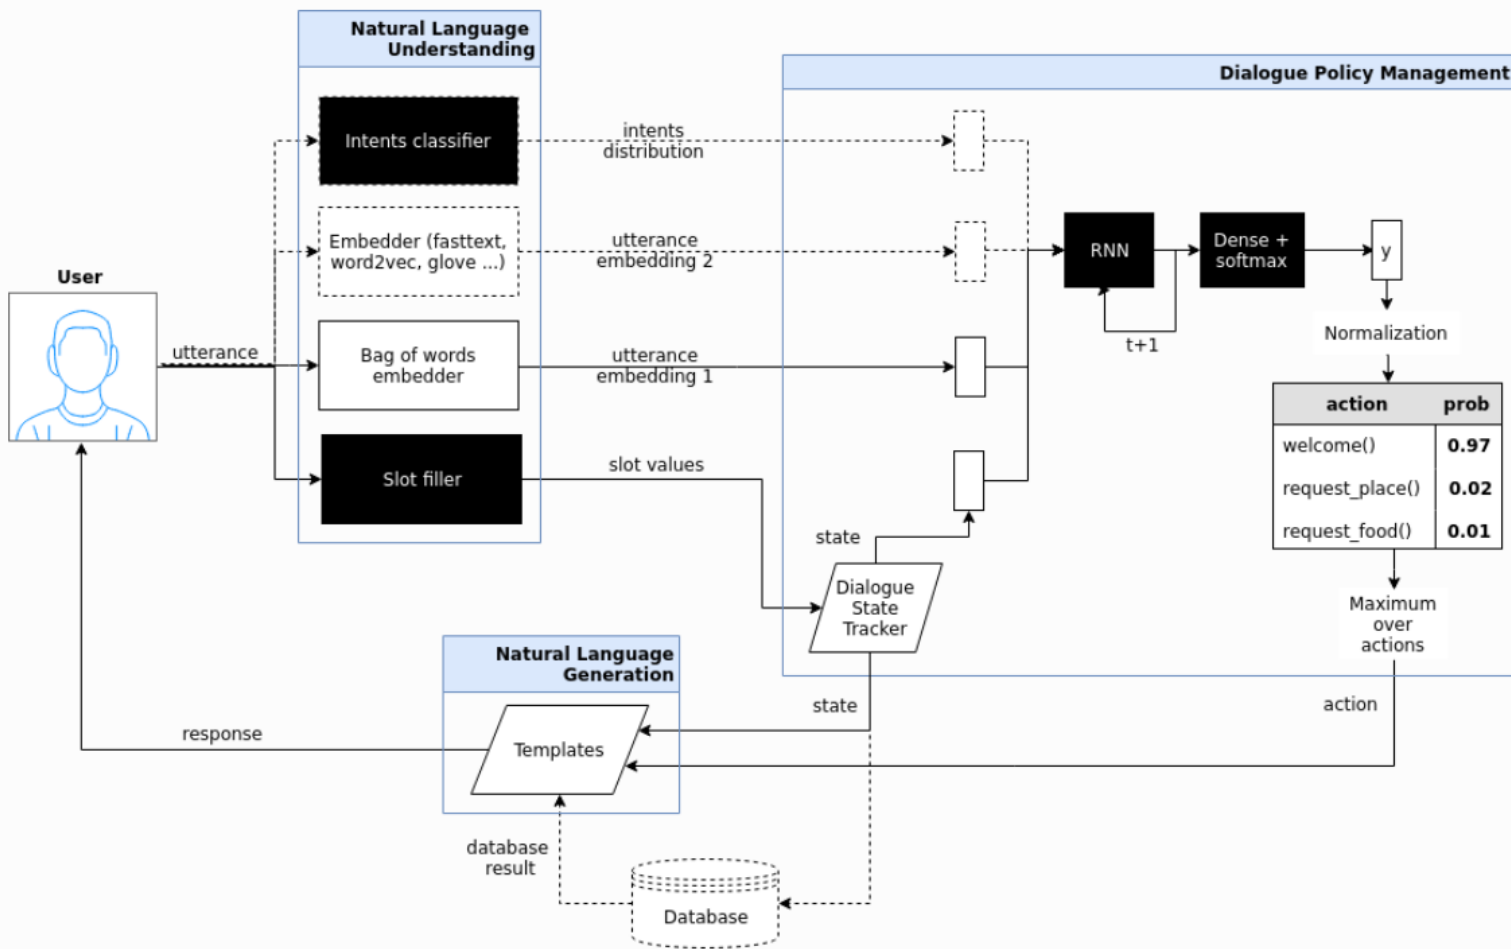 Natural Language
Understanding
Dialogue Policy Management
Intents classifier
intents
distribution
Embedder (fasttext,
word2vec, glove ...)
utterance
embedding 2
RNN
Dense +
softmax
y
User
utterance
Bag of words
embedder
utterance
embedding 1
t+1
Normalization
action prob
welcome() 0.97
request_place() 0.02
request_food() 0.01
Slot filler
slot values
state
Dialogue
State
Tracker
Maximum
over
actions
Natural Language
Generation
state
action
response
Templates
database
result
Database